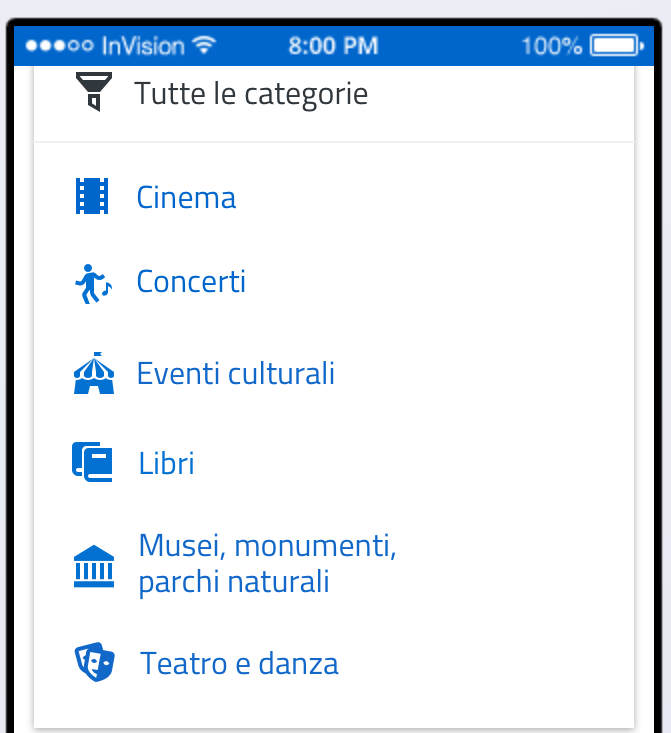 InVision 8:00 PM 100%
Tutte le categorie
Cinema
Concerti
Eventi culturali
Libri
Musei, monumenti,
parchi naturali
Teatro e danza